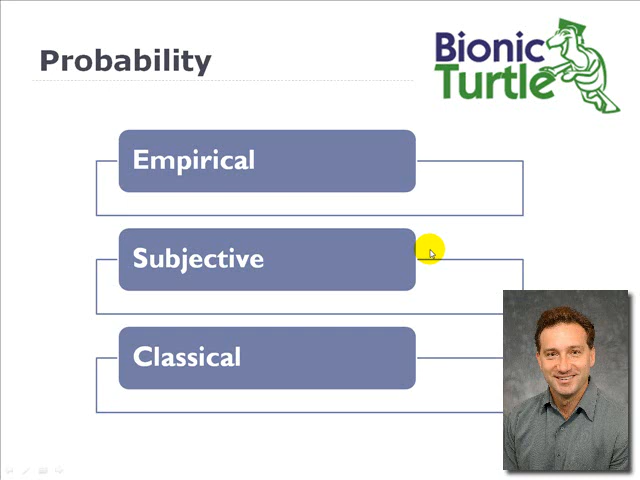 Probability
Bionic
Turtle
Empirical
Subjective
Classical